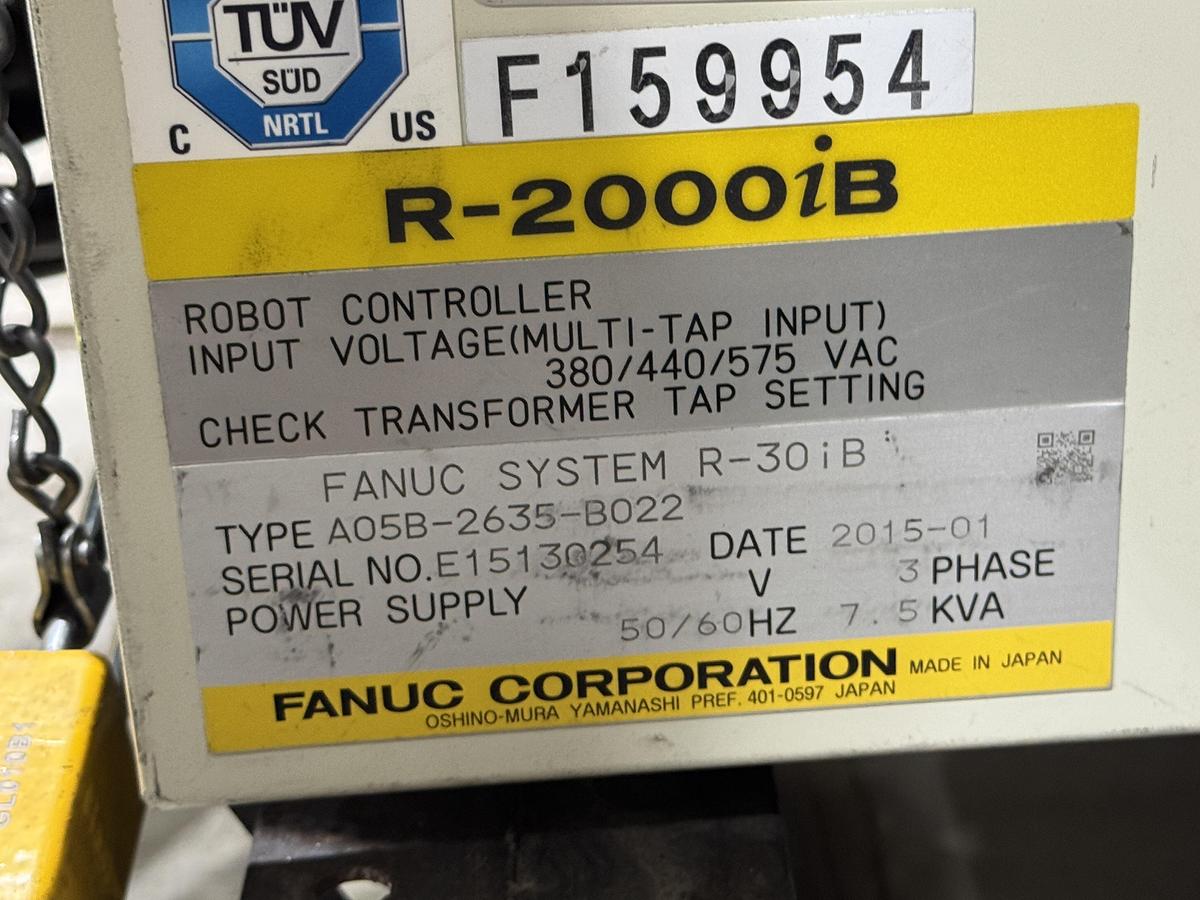 TÜV
SÜD
NRTL
C US
F159954
R-2000iB
ROBOT CONTROLLER
INPUT VOLTAGE(MULTI-TAP INPUT)
380/440/575 VAC
CHECK TRANSFORMER TAP SETTING
FANUC SYSTEM R-30iB
TYPE A05B-2635-B022
SERIAL NO.E15130254 DATE 2015-01
POWER SUPPLY V 3 PHASE
50/60HZ 7.5 KVA
FANUC CORPORATION MADE IN JAPAN
OSHINO-MURA YAMANASHI PREF. 401-0597 JAPAN